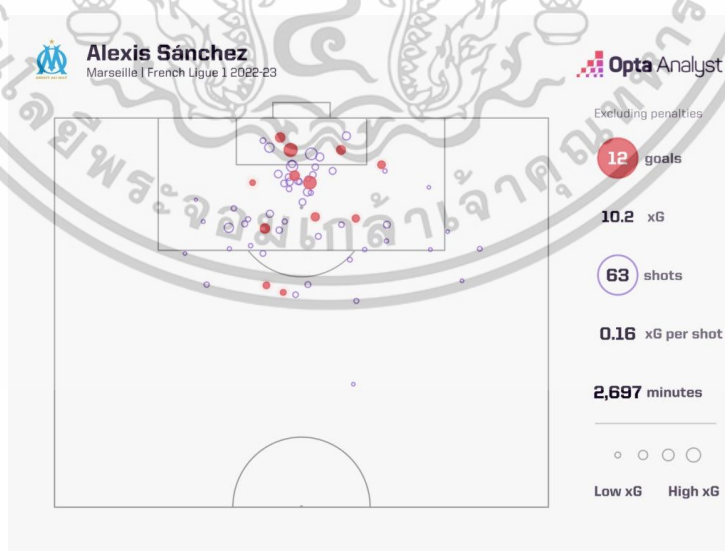 Alexis Sánchez
Marseille | French Ligue 1 2022-23
Opta Analyst
Excluding penalties
12 goals
10.2 xG
63 shots
0.16 xG per shot
2,697 minutes
Low xG High xG